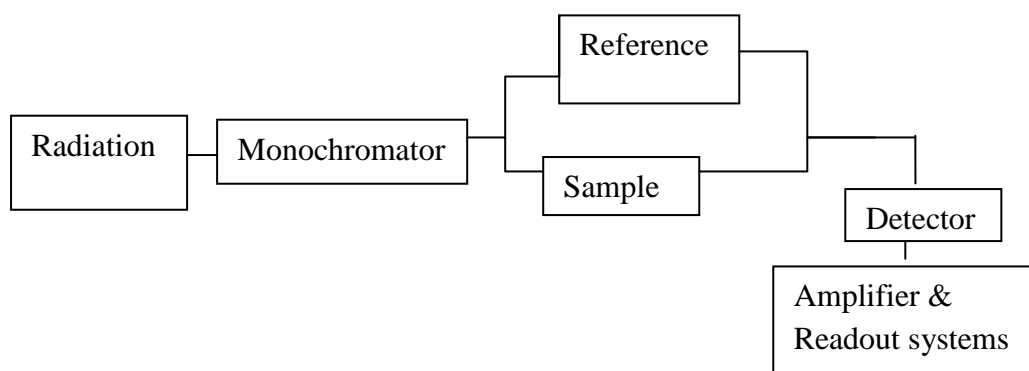 Reference
Radiation
Monochromator
Sample
Detector
Amplifier &
Readout systems